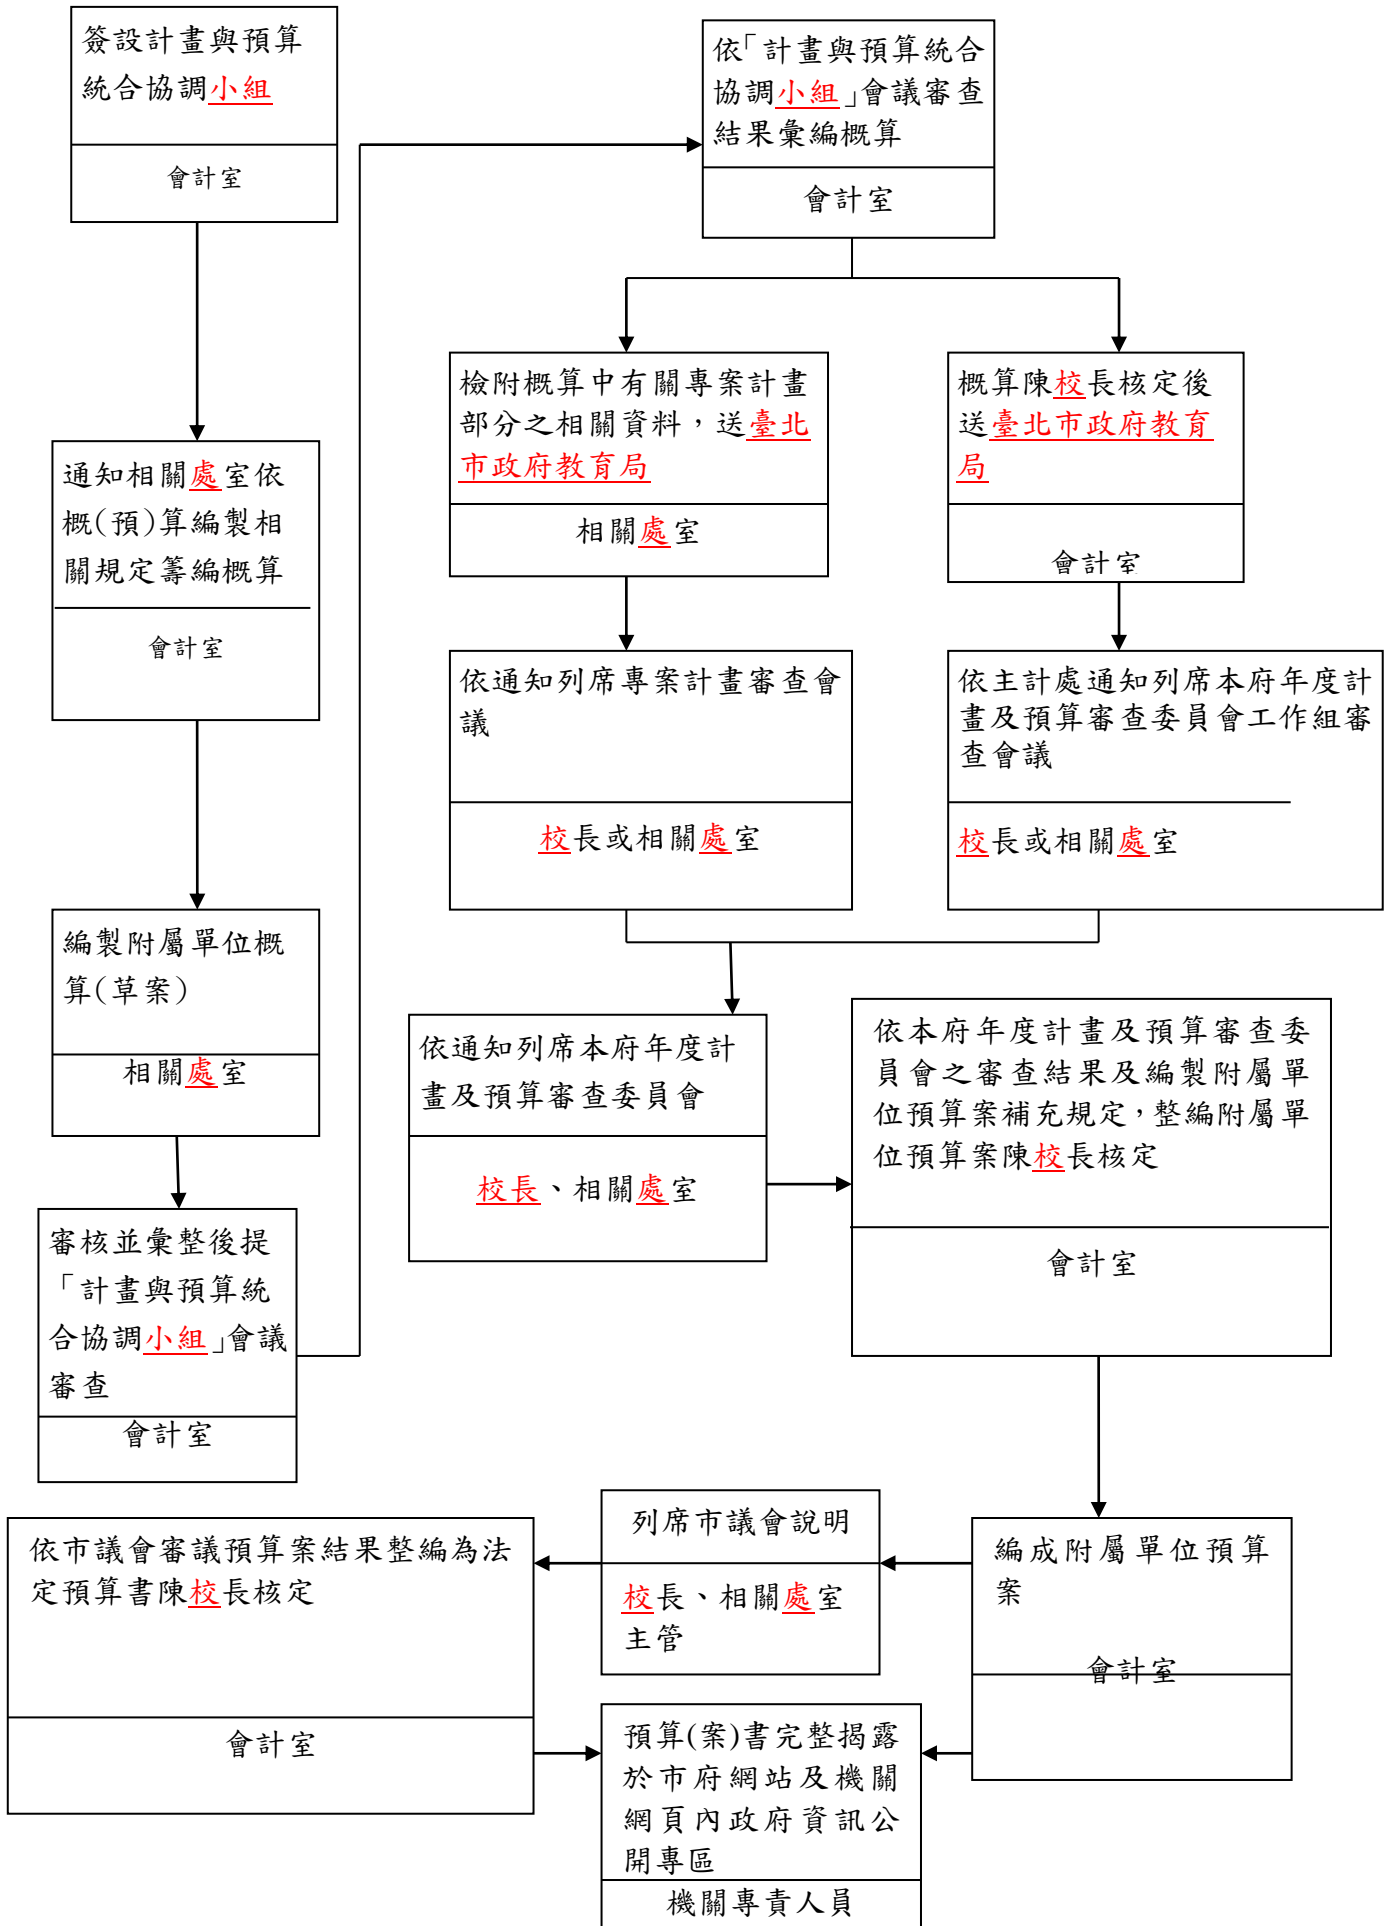 簽設計畫與預算
統合協調小組
會計室
通知相關處室依
概(預)算編製相
關規定籌編概算
會計室
編製附屬單位概
算(草案)
相關處室
審核並彙整後提
「計畫與預算統
合協調小組」會議
審查
會計室
依「計畫與預算統合
協調小組」會議審查
結果彙編概算
會計室
檢附概算中有關專案計畫
部分之相關資料，送臺北
市政府教育局
相關處室
概算陳校長核定後
送臺北市政府教育
局
會計室
依通知列席專案計畫審查會
議
校長或相關處室
依主計處通知列席本府年度計
畫及預算審查委員會工作組審
查會議
校長或相關處室
依通知列席本府年度計
畫及預算審查委員會
校長、相關處室
依本府年度計畫及預算審查委
員會之審查結果及編製附屬單
位預算案補充規定，整編附屬單
位預算案陳校長核定
會計室
編成附屬單位預算
案
會計室
列席市議會說明
校長、相關處室
主管
依市議會審議預算案結果整編為法
定預算書陳校長核定
會計室
預算(案)書完整揭露
於市府網站及機關
網頁內政府資訊公
開專區
機關專責人員